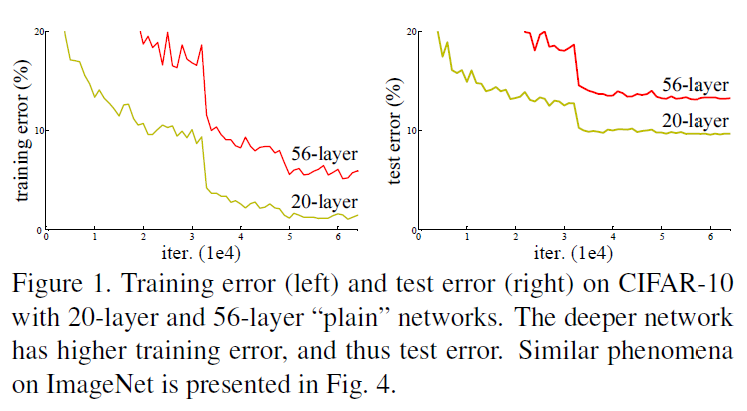 training error (%)
20
10
0
0 1 2 3 4 5 6
iter. (1e4)
56-layer
20-layer
test error (%)
20
10
0
0 1 2 3 4 5 6
iter. (1e4)
56-layer
20-layer
Figure 1. Training error (left) and test error (right) on CIFAR-10
with 20-layer and 56-layer “plain” networks. The deeper network
has higher training error, and thus test error. Similar phenomena
on ImageNet is presented in Fig. 4.